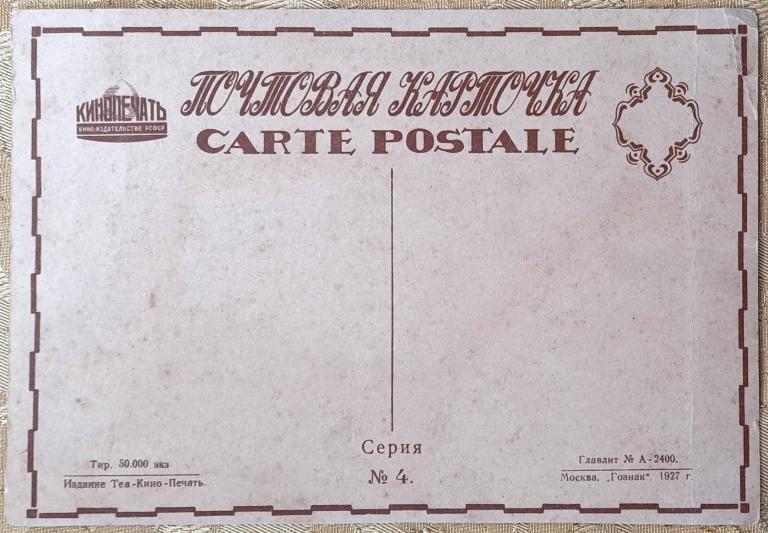 КИНОПЕЧАТЬ
КИНО-ИЗДАТЕЛЬСТВО РСФСР
ПОЧТОВАЯ КАРТОЧКА
CARTE POSTALE
Серия
№ 4.
Тир. 50.000 экз
Издание Теа-Кино-Печать.
Главлит № А-2400.
Москва, „Гознак" 1927 г